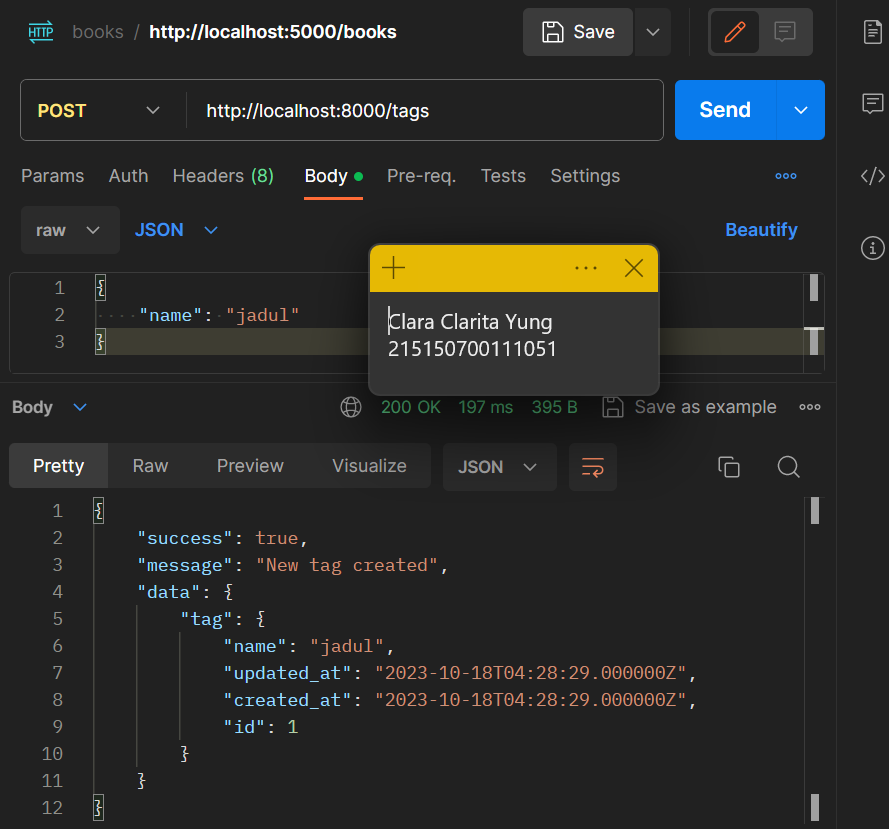 HTTP books / http://localhost:5000/books Save
POST http://localhost:8000/tags Send
Params Auth Headers (8) Body Pre-req. Tests Settings
raw JSON Beautify
Clara Clarita Yung
215150700111051
1 {
2 ····"name":·"jadul"
3 }
Body 200 OK 197 ms 395 B Save as example
Pretty Raw Preview Visualize JSON
1 {
2 "success": true,
3 "message": "New tag created",
4 "data": {
5 "tag": {
6 "name": "jadul",
7 "updated_at": "2023-10-18T04:28:29.000000Z",
8 "created_at": "2023-10-18T04:28:29.000000Z",
9 "id": 1
10 }
11 }
12 }